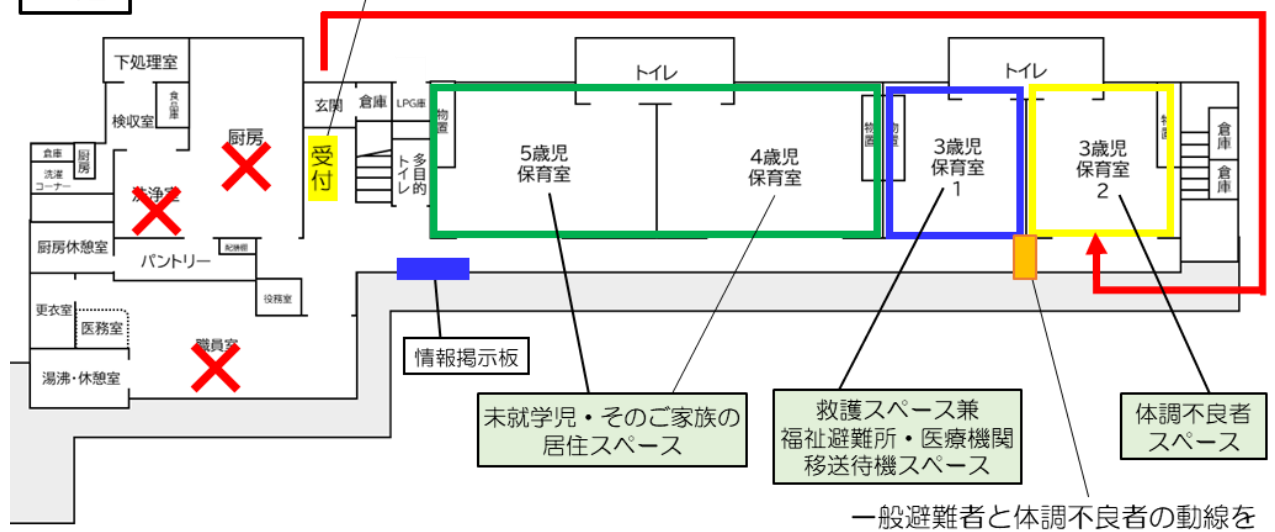 下処理室
トイレ
トイレ
食品庫
検収室
厨房
玄関
倉庫
LPG庫
物置
受付
多目的トイレ
5歳児
保育室
4歳児
保育室
物置
物置
3歳児
保育室
1
3歳児
保育室
2
物置
倉庫
倉庫
倉庫
厨房
洗濯
コーナー
洗浄室
厨房休憩室
パントリー
配膳棚
役務室
更衣室
医務室
職員室
湯沸・休憩室
情報掲示板
未就学児・そのご家族の
居住スペース
救護スペース兼
福祉避難所・医療機関
移送待機スペース
体調不良者
スペース
一般避難者と体調不良者の動線を